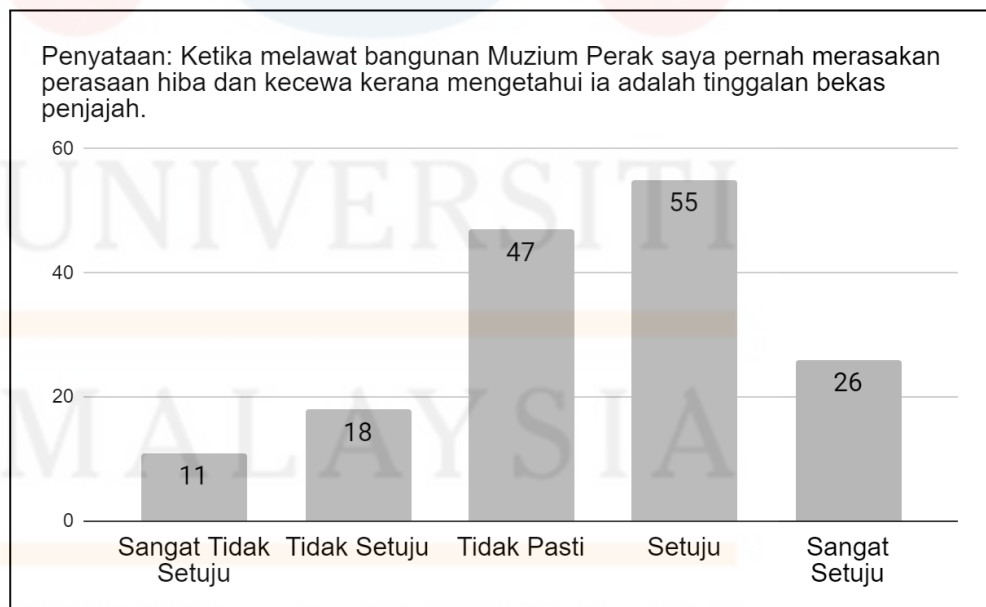 Penyataan: Ketika melawat bangunan Muzium Perak saya pernah merasakan
perasaan hiba dan kecewa kerana mengetahui ia adalah tinggalan bekas
penjajah.
60
40
20
0
11
18
47
55
26
Sangat Tidak
Setuju
Tidak Setuju
Tidak Pasti
Setuju
Sangat
Setuju
UNIVERSITI
MALAYSIA